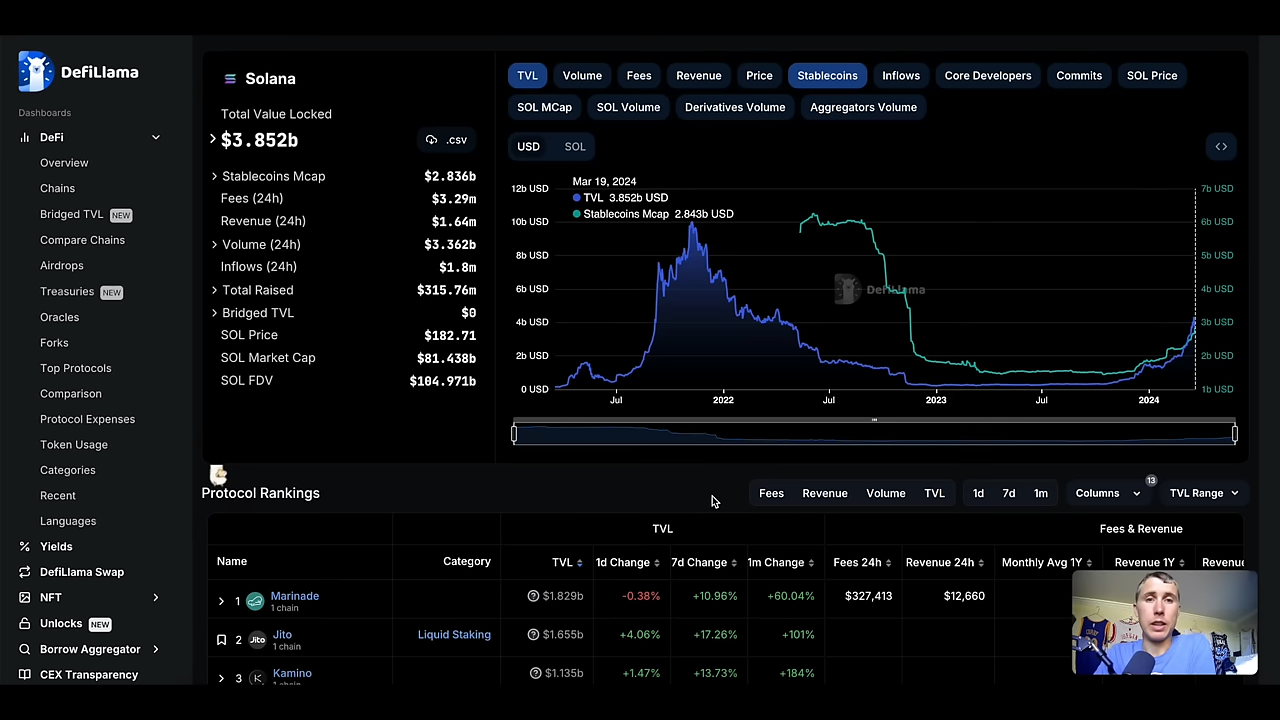 DefiLlama
Dashboards
DeFi
Overview
Chains
Bridged TVL NEW
Compare Chains
Airdrops
Treasuries NEW
Oracles
Forks
Top Protocols
Comparison
Protocol Expenses
Token Usage
Categories
Recent
Languages
Yields
DefiLlama Swap
NFT
Unlocks NEW
Borrow Aggregator
CEX Transparency
Solana
Total Value Locked
$3.852b
.csv
Stablecoins Mcap $2.836b
Fees (24h) $3.29m
Revenue (24h) $1.64m
Volume (24h) $3.362b
Inflows (24h) $1.8m
Total Raised $315.76m
Bridged TVL $0
SOL Price $182.71
SOL Market Cap $81.438b
SOL FDV $104.971b
TVL Volume Fees Revenue Price Stablecoins Inflows Core Developers Commits SOL Price
SOL MCap SOL Volume Derivatives Volume Aggregators Volume
USD SOL
Mar 19, 2024
TVL 3.852b USD
Stablecoins Mcap 2.843b USD
12b USD 7b USD
10b USD 6b USD
8b USD 5b USD
6b USD 4b USD
4b USD 3b USD
2b USD 2b USD
0 USD 1b USD
DefiLlama
Jul 2022 Jul 2023 Jul 2024
Protocol Rankings
Fees Revenue Volume TVL 1d 7d 1m Columns 13 TVL Range
TVL Fees & Revenue
Name Category TVL 1d Change 7d Change 1m Change Fees 24h Revenue 24h Monthly Avg 1Y Revenue 1Y Revenue
1 Marinade $1.829b -0.38% +10.96% +60.04% $327,413 $12,660
1 chain
2 Jito Liquid Staking $1.655b +4.06% +17.26% +101%
1 chain
3 Kamino $1.135b +1.47% +13.73% +184%
1 chain